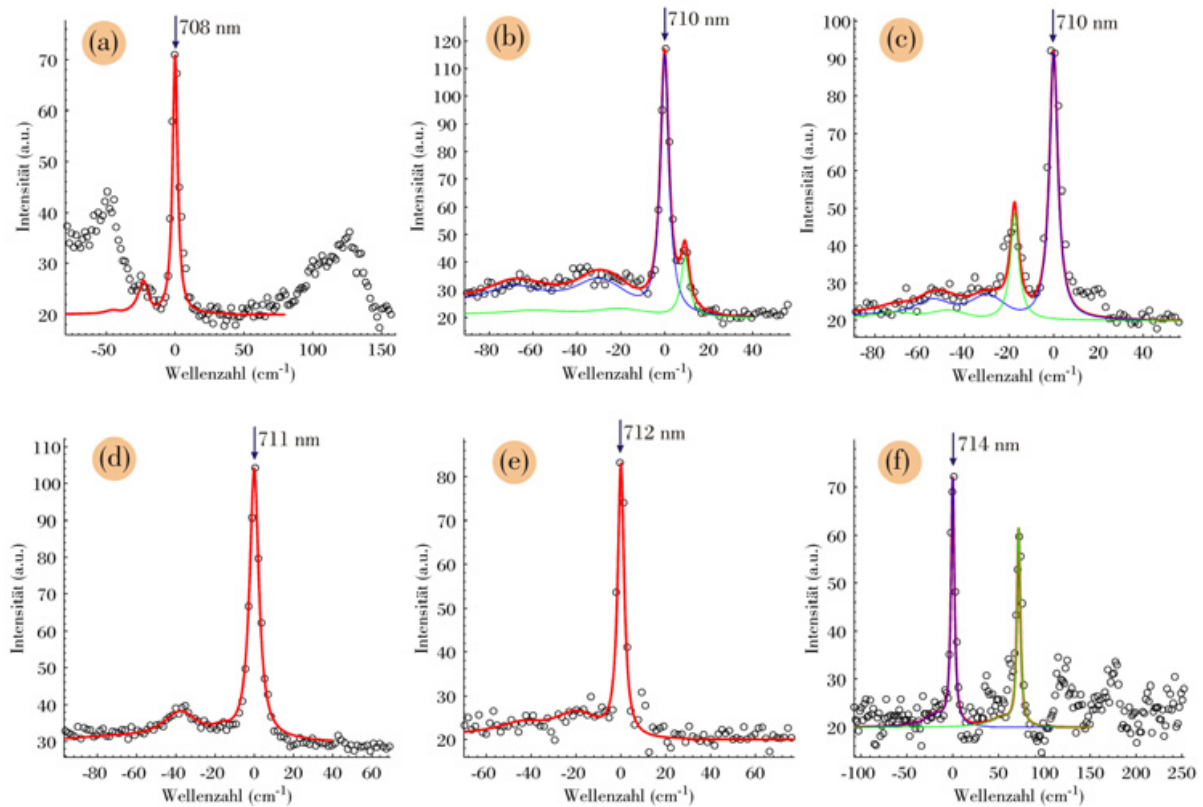 (a)
708 nm
Intensität (a.u.)
70
60
50
40
30
20
-50 0 50 100 150
Wellenzahl (cm⁻¹)
(b)
710 nm
Intensität (a.u.)
120
110
100
90
80
70
60
50
40
30
20
-80 -60 -40 -20 0 20 40
Wellenzahl (cm⁻¹)
(c)
710 nm
Intensität (a.u.)
100
90
80
70
60
50
40
30
20
-80 -60 -40 -20 0 20 40
Wellenzahl (cm⁻¹)
(d)
711 nm
Intensität (a.u.)
110
100
90
80
70
60
50
40
30
-80 -60 -40 -20 0 20 40 60
Wellenzahl (cm⁻¹)
(e)
712 nm
Intensität (a.u.)
80
70
60
50
40
30
20
-60 -40 -20 0 20 40 60
Wellenzahl (cm⁻¹)
(f)
714 nm
Intensität (a.u.)
70
60
50
40
30
20
-100 -50 0 50 100 150 200 250
Wellenzahl (cm⁻¹)